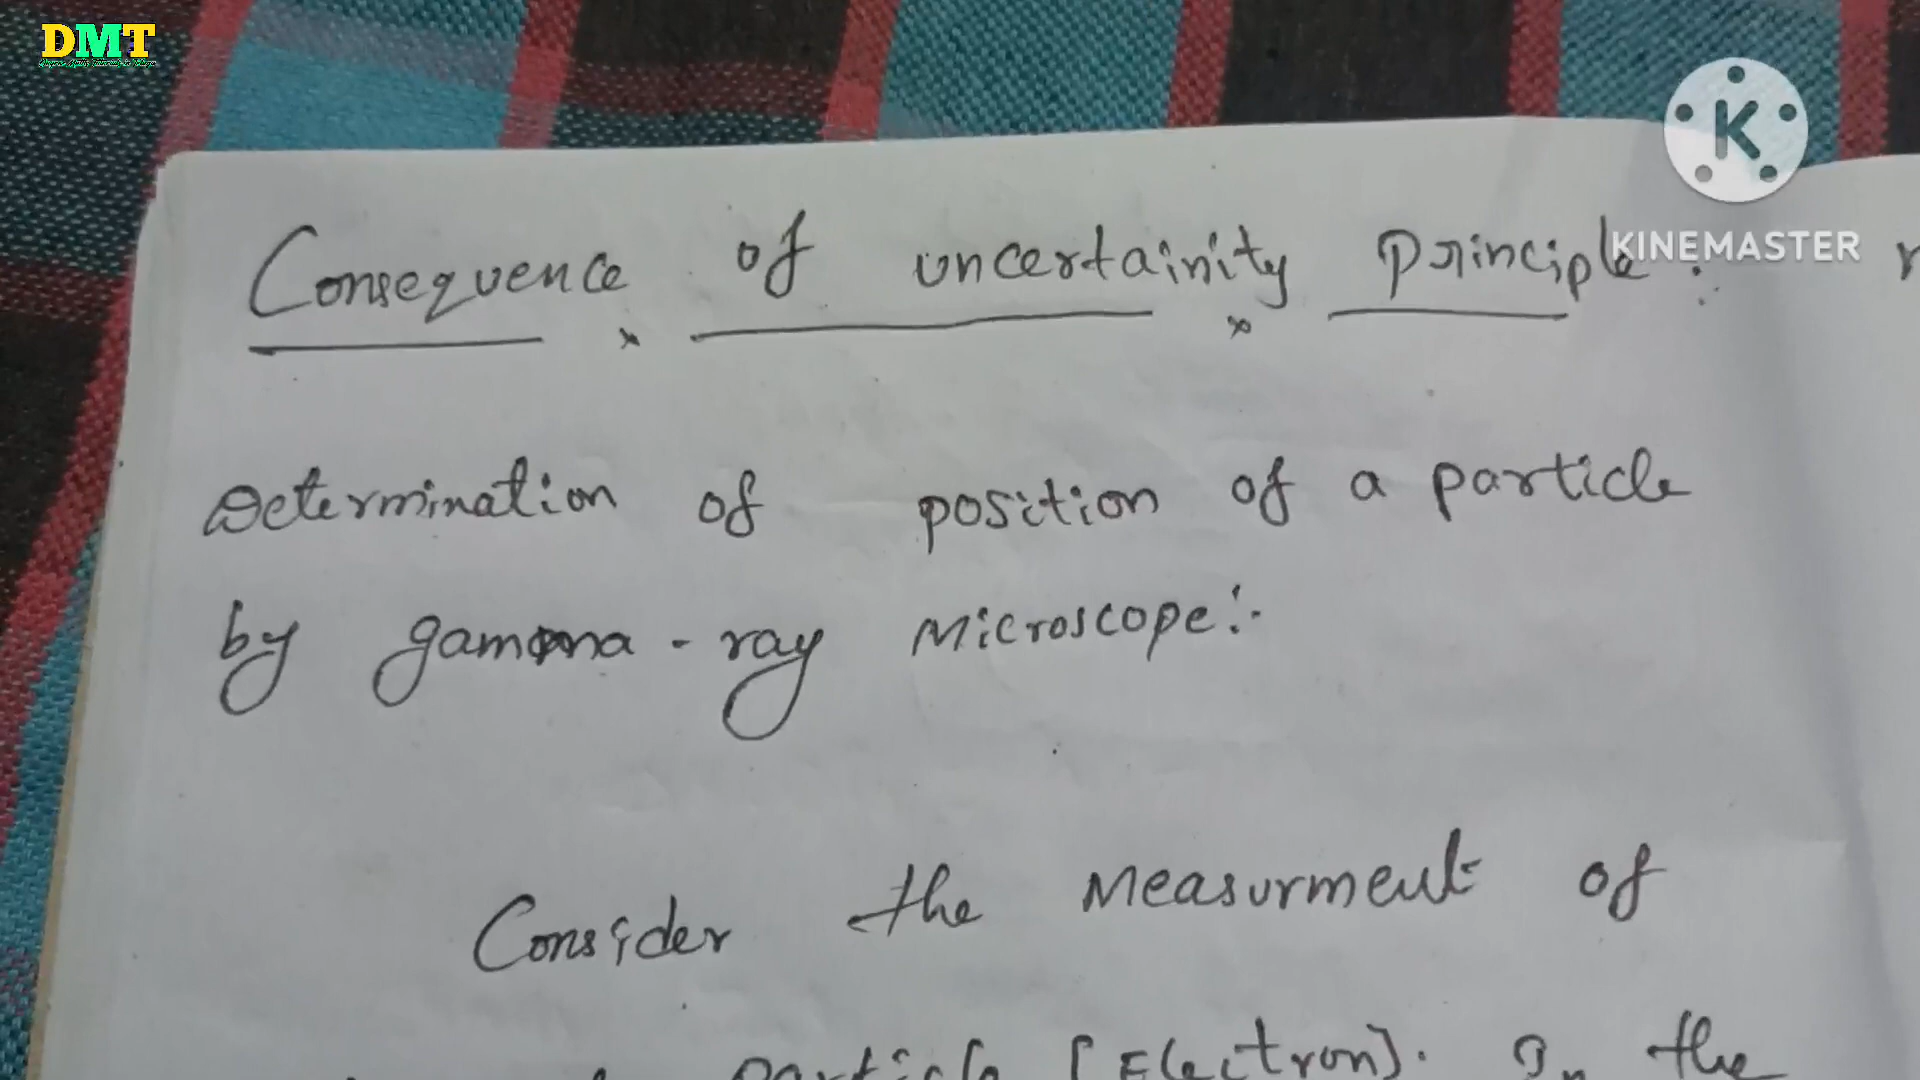 DMT
KINEMASTER
Consequence of uncertainity principle :
Determination of position of a particle
by gamma-ray Microscope:-
Consider the Measurment of
particle [Electron]. In the